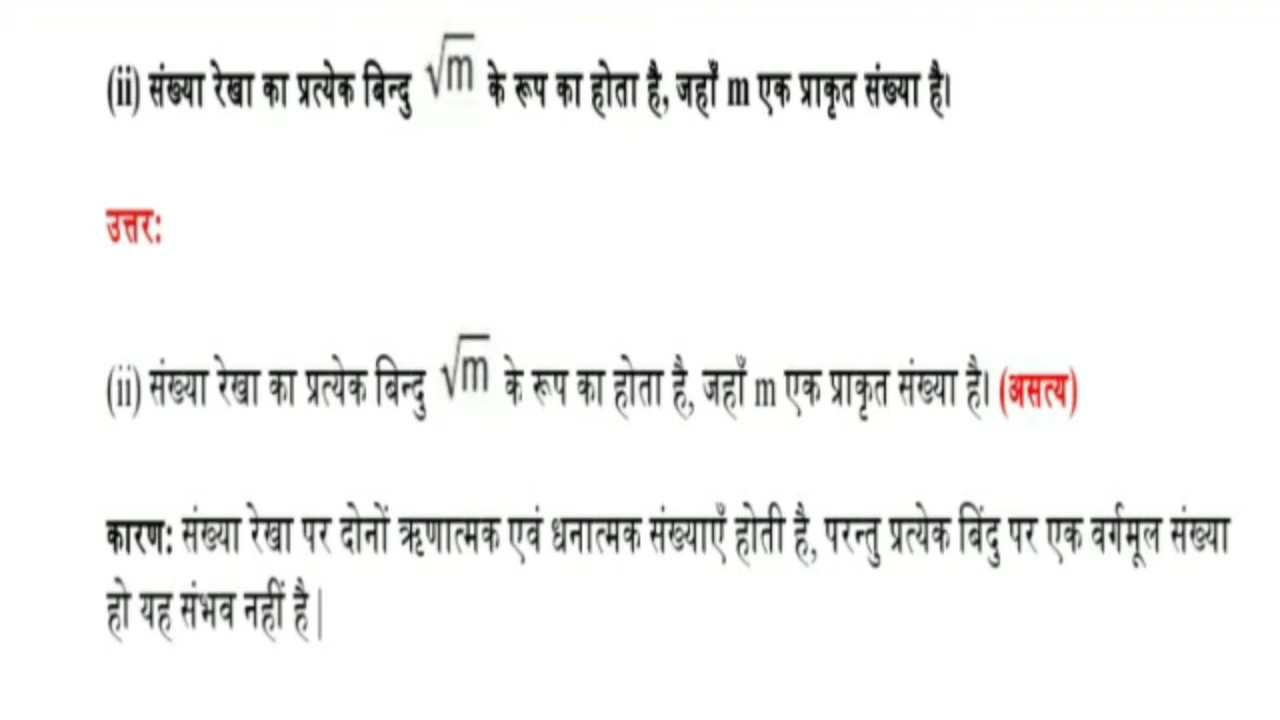 (ii) संख्या रेखा का प्रत्येक बिन्दु √m के रूप का होता है, जहाँ m एक प्राकृत संख्या है।
उत्तर:
(ii) संख्या रेखा का प्रत्येक बिन्दु √m के रूप का होता है, जहाँ m एक प्राकृत संख्या है। (असत्य)
कारण: संख्या रेखा पर दोनों ऋणात्मक एवं धनात्मक संख्याएँ होती है, परन्तु प्रत्येक बिंदु पर एक वर्गमूल संख्या
हो यह संभव नहीं है |